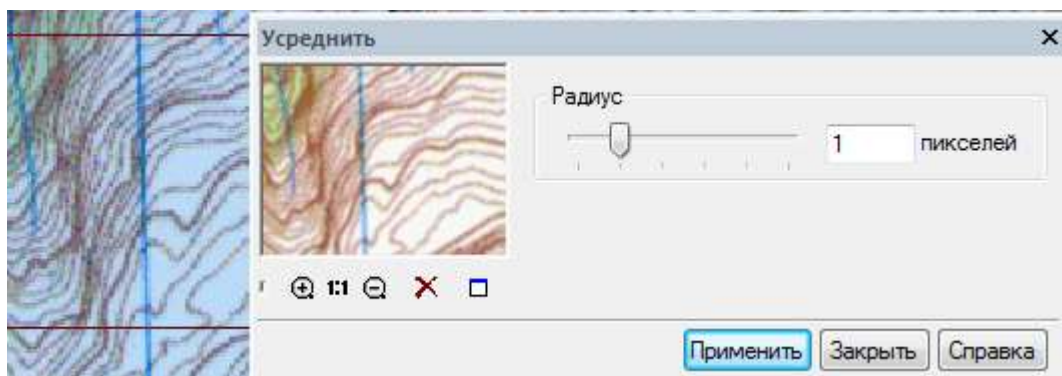 Усреднить
Радиус
1 пикселей
1:1
Применить Закрыть Справка